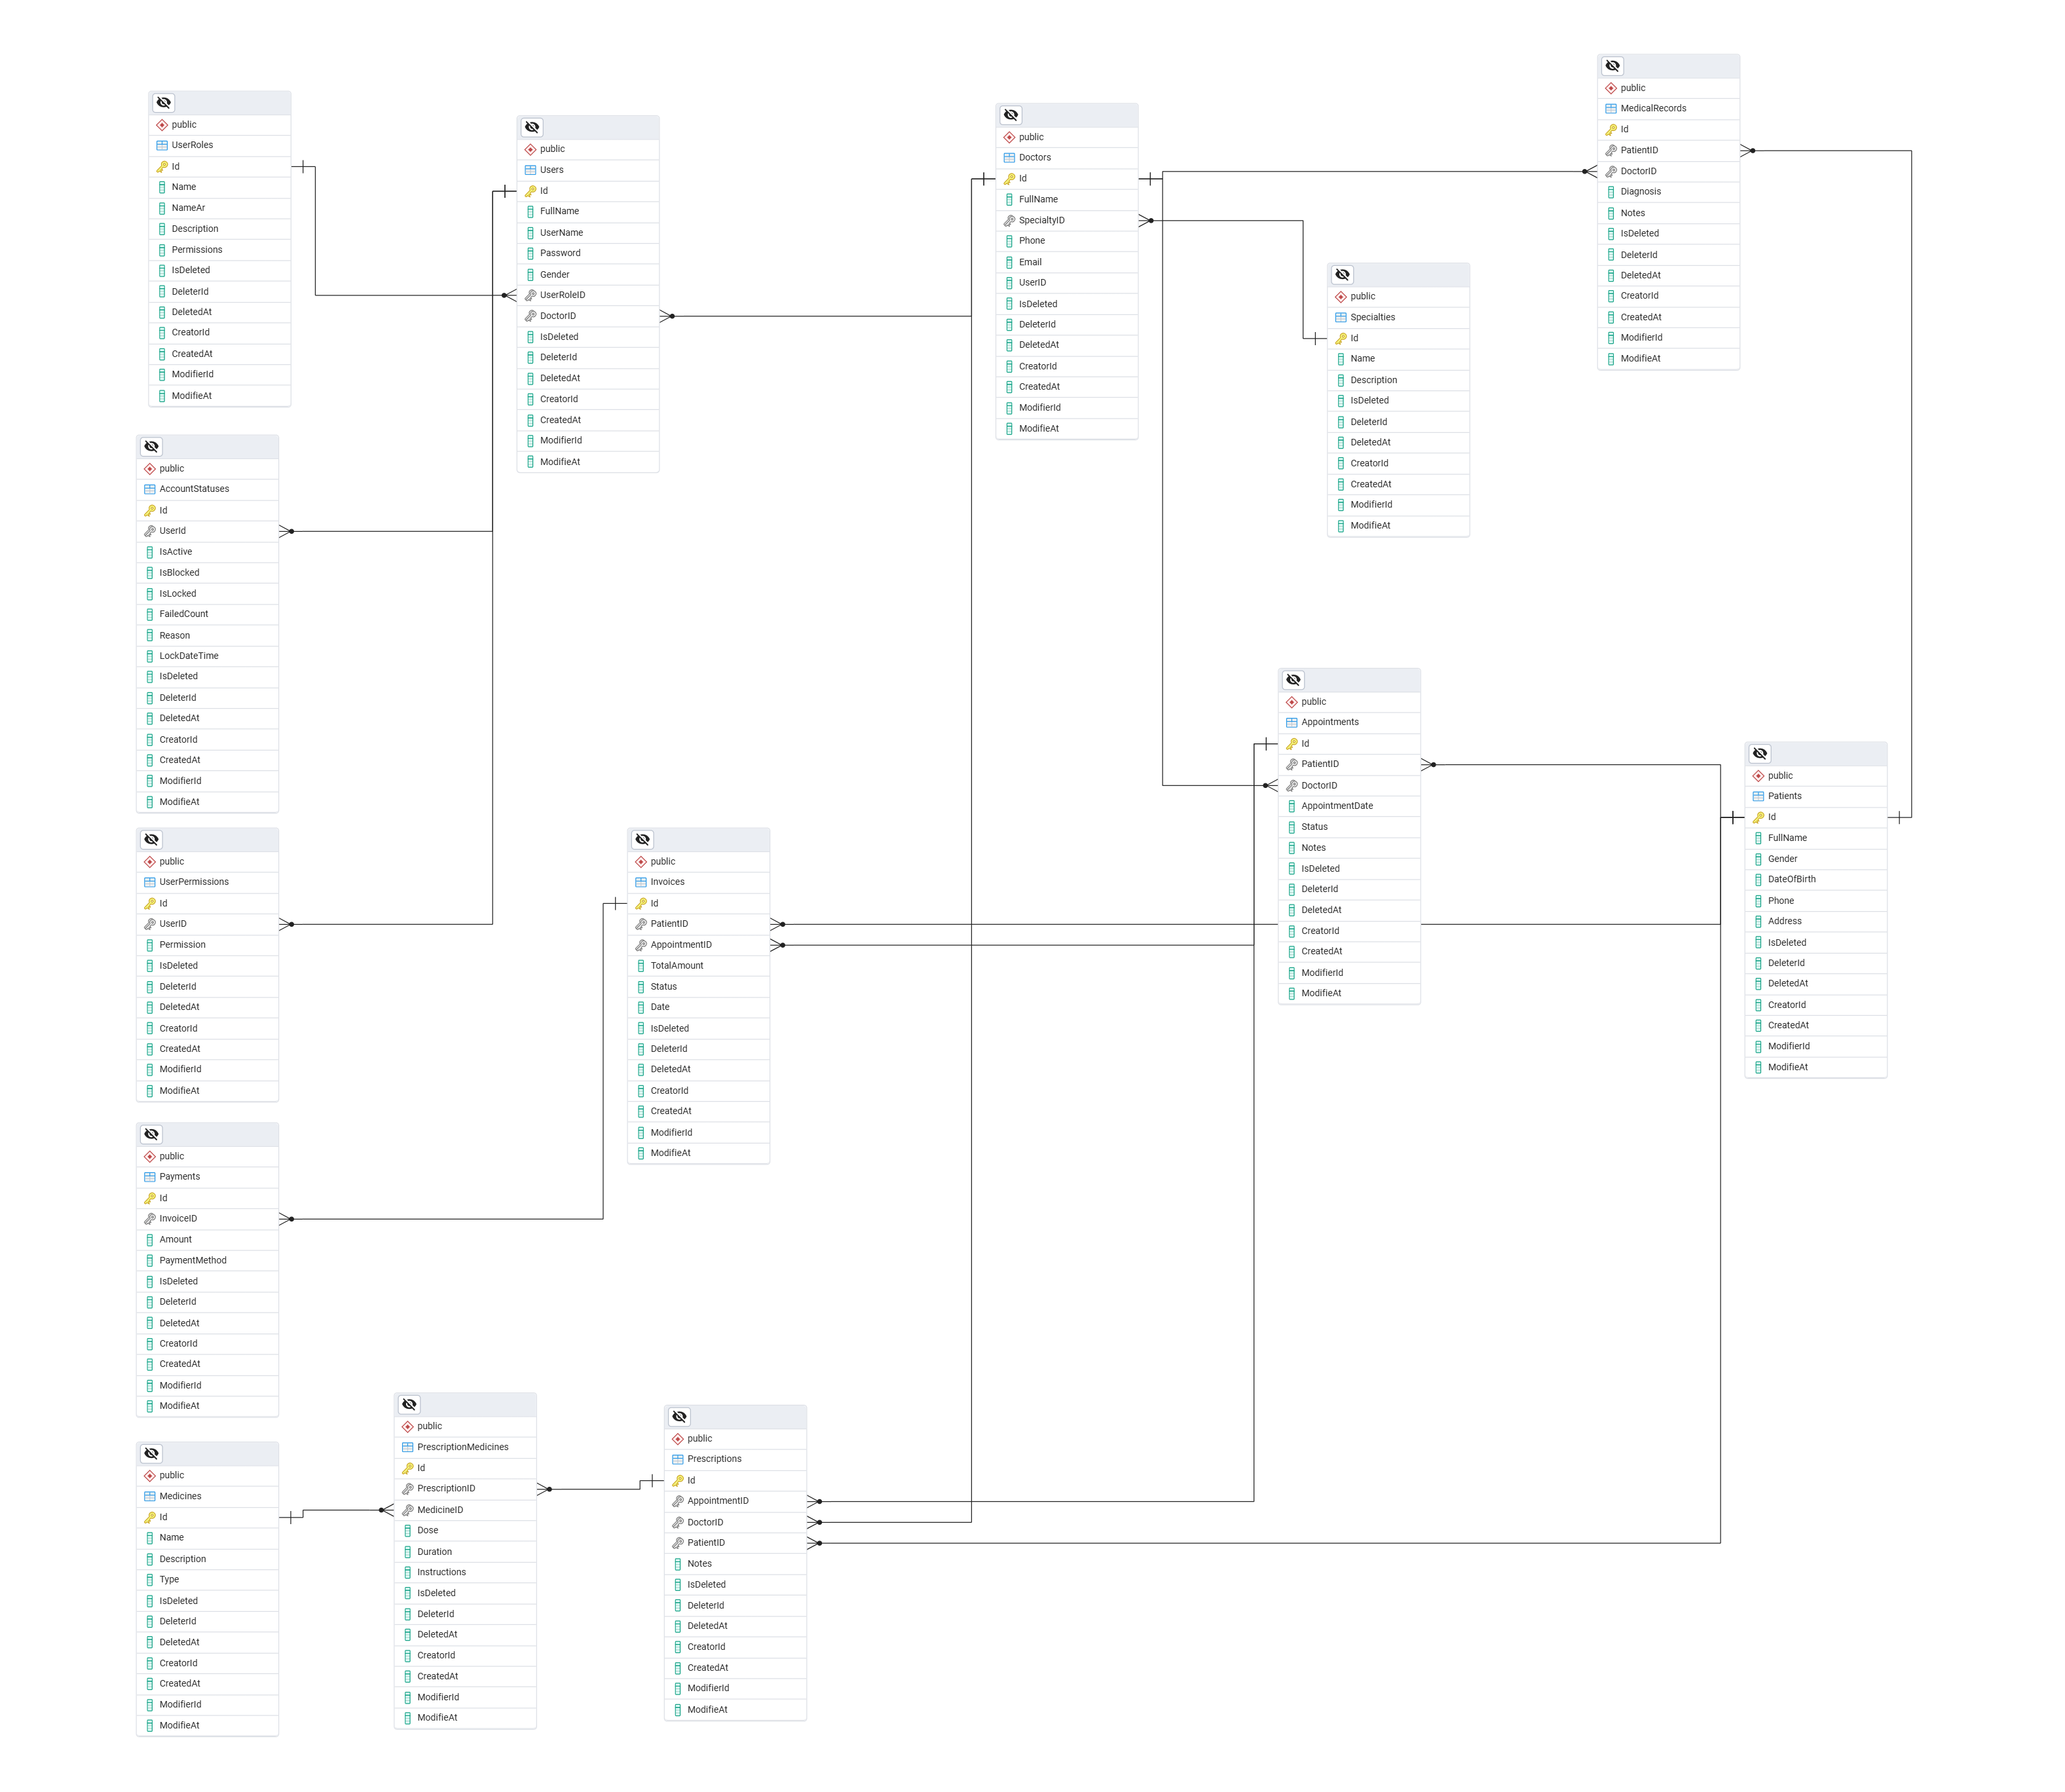 public
UserRoles
Id
Name
NameAr
Description
Permissions
IsDeleted
DeleterId
DeletedAt
CreatorId
CreatedAt
ModifierId
ModifieAt
public
Users
Id
FullName
UserName
Password
Gender
UserRoleID
DoctorID
IsDeleted
DeleterId
DeletedAt
CreatorId
CreatedAt
ModifierId
ModifieAt
public
Doctors
Id
FullName
SpecialtyID
Phone
Email
UserID
IsDeleted
DeleterId
DeletedAt
CreatorId
CreatedAt
ModifierId
ModifieAt
public
Specialties
Id
Name
Description
IsDeleted
DeleterId
DeletedAt
CreatorId
CreatedAt
ModifierId
ModifieAt
public
MedicalRecords
Id
PatientID
DoctorID
Diagnosis
Notes
IsDeleted
DeleterId
DeletedAt
CreatorId
CreatedAt
ModifierId
ModifieAt
public
AccountStatuses
Id
UserId
IsActive
IsBlocked
IsLocked
FailedCount
Reason
LockDateTime
IsDeleted
DeleterId
DeletedAt
CreatorId
CreatedAt
ModifierId
ModifieAt
public
UserPermissions
Id
UserID
Permission
IsDeleted
DeleterId
DeletedAt
CreatorId
CreatedAt
ModifierId
ModifieAt
public
Invoices
Id
PatientID
AppointmentID
TotalAmount
Status
Date
IsDeleted
DeleterId
DeletedAt
CreatorId
CreatedAt
ModifierId
ModifieAt
public
Appointments
Id
PatientID
DoctorID
AppointmentDate
Status
Notes
IsDeleted
DeleterId
DeletedAt
CreatorId
CreatedAt
ModifierId
ModifieAt
public
Patients
Id
FullName
Gender
DateOfBirth
Phone
Address
IsDeleted
DeleterId
DeletedAt
CreatorId
CreatedAt
ModifierId
ModifieAt
public
Payments
Id
InvoiceID
Amount
PaymentMethod
IsDeleted
DeleterId
DeletedAt
CreatorId
CreatedAt
ModifierId
ModifieAt
public
Medicines
Id
Name
Description
Type
IsDeleted
DeleterId
DeletedAt
CreatorId
CreatedAt
ModifierId
ModifieAt
public
PrescriptionMedicines
Id
PrescriptionID
MedicineID
Dose
Duration
Instructions
IsDeleted
DeleterId
DeletedAt
CreatorId
CreatedAt
ModifierId
ModifieAt
public
Prescriptions
Id
AppointmentID
DoctorID
PatientID
Notes
IsDeleted
DeleterId
DeletedAt
CreatorId
CreatedAt
ModifierId
ModifieAt